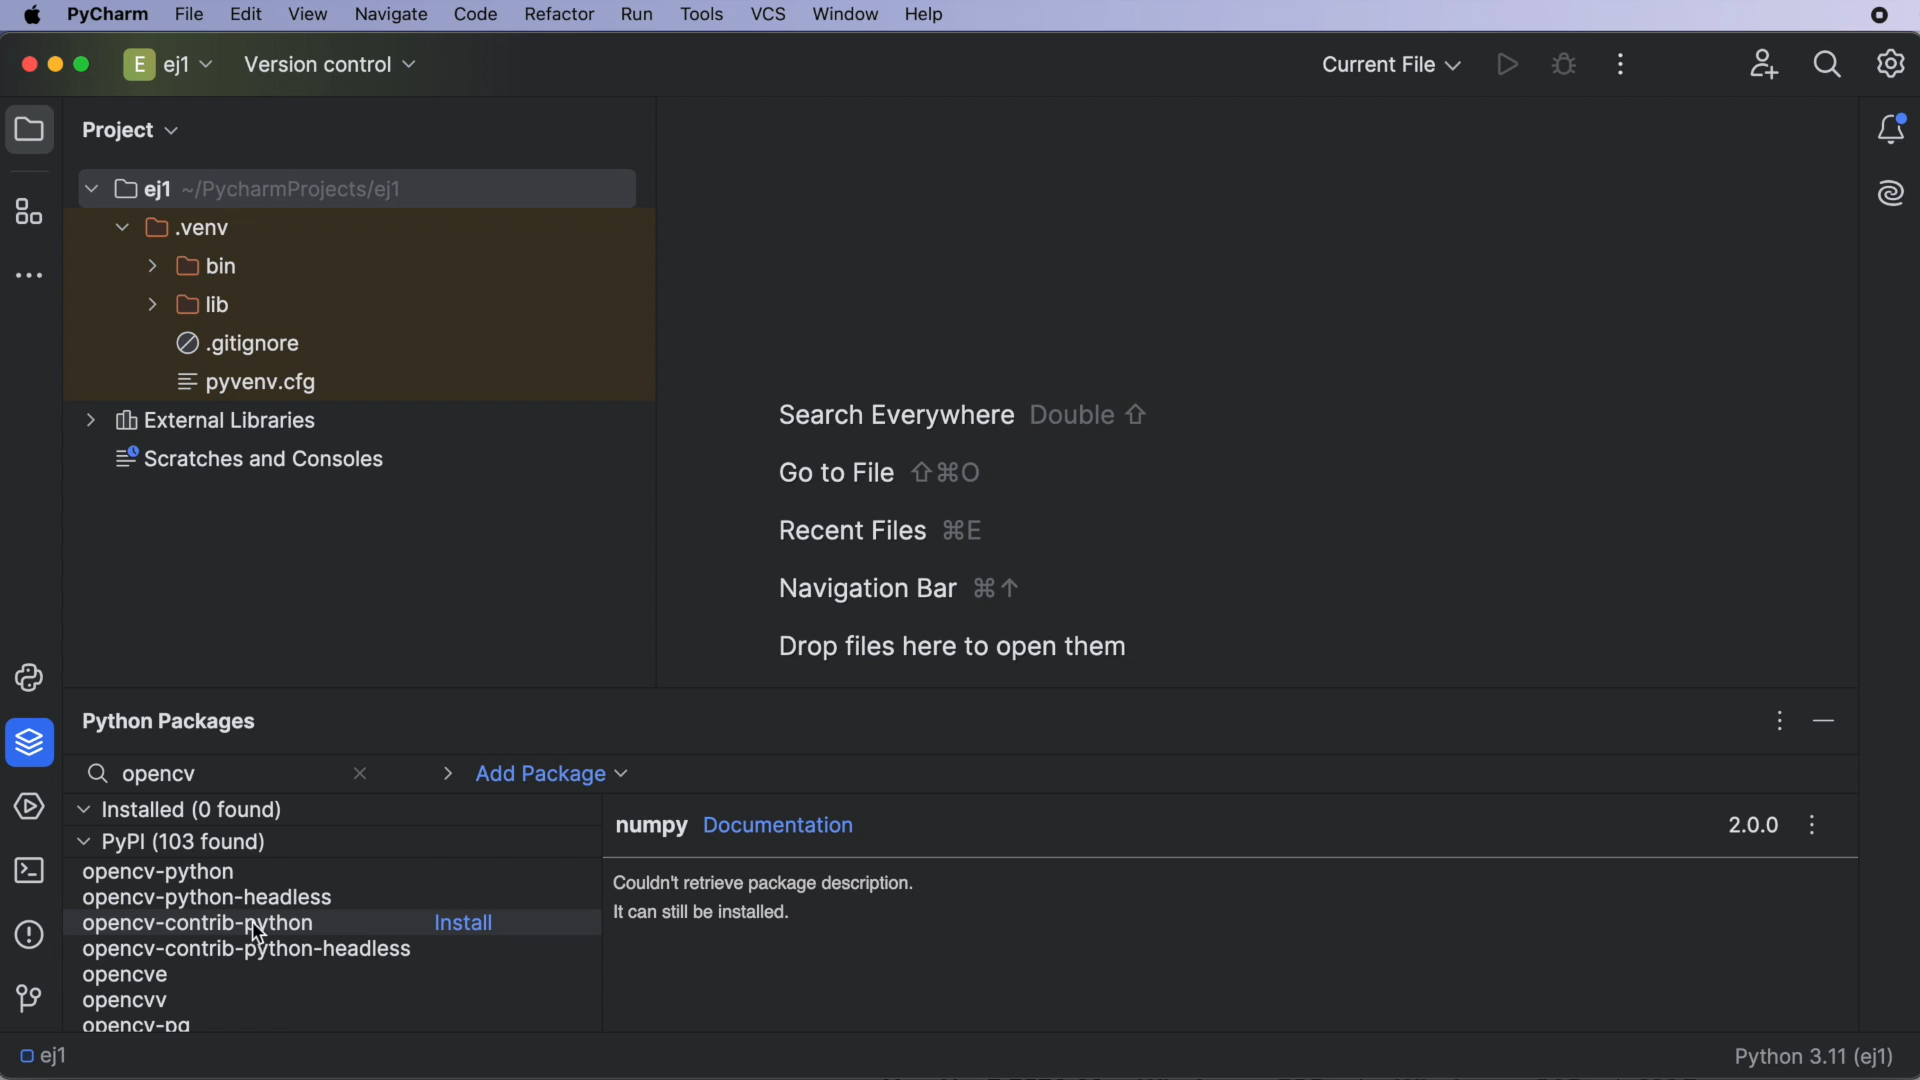 PyCharm File Edit View Navigate Code Refactor Run Tools VCS Window Help
E ej1 Version control Current File
Project
ej1 ~/PycharmProjects/ej1
.venv
bin
lib
.gitignore
pyvenv.cfg
External Libraries
Scratches and Consoles
Search Everywhere Double ⇧
Go to File ⇧⌘O
Recent Files ⌘E
Navigation Bar ⌘↑
Drop files here to open them
Python Packages
opencv Add Package
Installed (0 found)
PyPI (103 found)
opencv-python
opencv-python-headless
opencv-contrib-python Install
opencv-contrib-python-headless
opencve
opencvv
opencv-pg
numpy Documentation 2.0.0
Couldn't retrieve package description.
It can still be installed.
ej1 Python 3.11 (ej1)